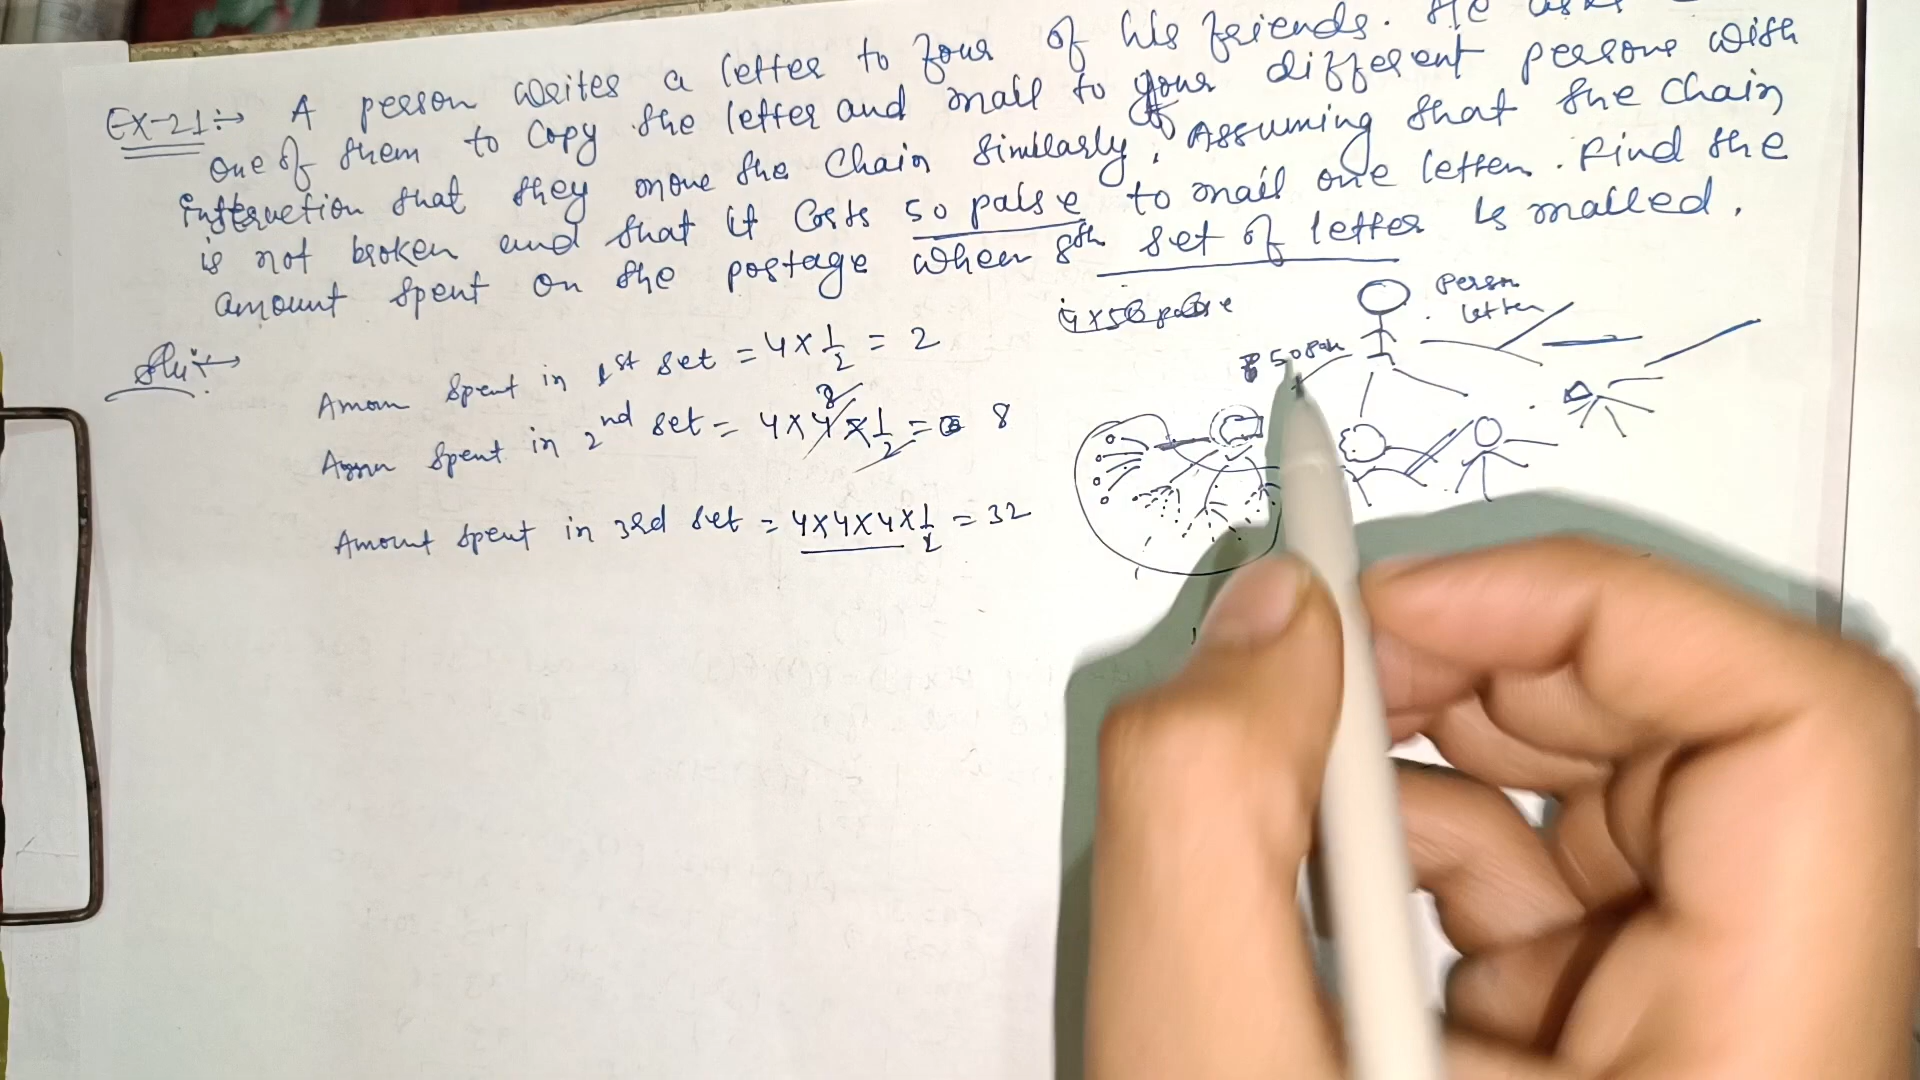 Ex-21:→ A person writes a letter to four of his friends. He asks
one of them to copy the letter and mail to four different persons with
instruction that they move the chain similarly. Assuming that the chain
is not broken and that it costs 50 paise to mail one letter. Find the
amount spent on the postage when 8th set of letter is mailed.
4×50 paise
Person
letter
Amoun Spent in 1st set = 4×1/2 = 2
50
Amoun Spent in 2nd set = 4×4×1/2 = 8
8
Amount spent in 3rd set = 4×4×4×1/2 = 32